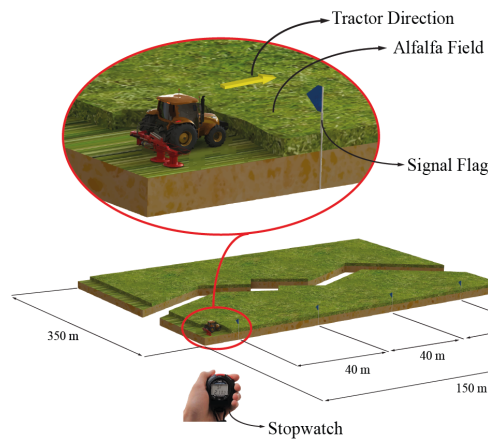 Tractor Direction
Alfalfa Field
Signal Flag
350 m
40 m
40 m
150 m
Stopwatch